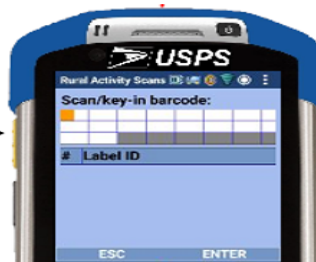 USPS
Rural Activity Scans
Scan/key-in barcode:
# Label ID
ESC ENTER